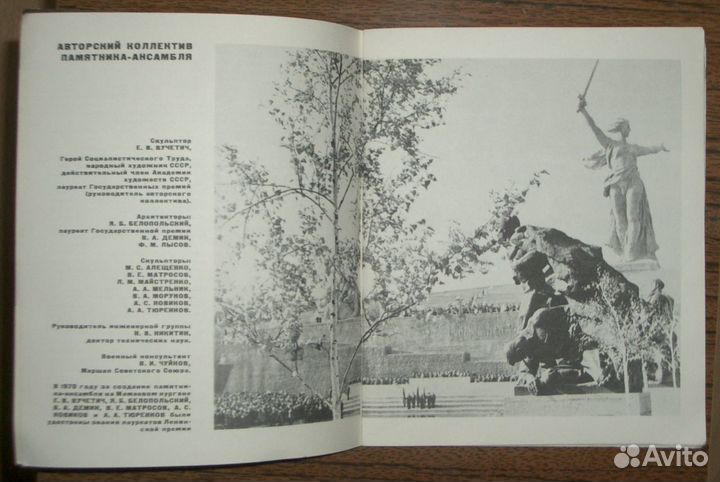 АВТОРСКИЙ КОЛЛЕКТИВ
ПАМЯТНИКА-АНСАМБЛЯ
Скульптор
Е. В. ВУЧЕТИЧ,
Герой Социалистического Труда,
народный художник СССР,
действительный член Академии
художеств СССР,
лауреат Государственных премий
(руководитель авторского
коллектива).
Архитекторы:
Я. Б. БЕЛОПОЛЬСКИЙ,
лауреат Государственной премии
В. А. ДЕМИН,
Ф. М. ЛЫСОВ.
Скульпторы:
М. С. АЛЕЩЕНКО,
В. Е. МАТРОСОВ,
Л. М. МАЙСТРЕНКО,
А. А. МЕЛЬНИК,
В. А. МОРУНОВ,
А. С. НОВИКОВ,
А. А. ТЮРЕНКОВ.
Руководитель инженерной группы
Н. В. НИКИТИН,
доктор технических наук.
Военный консультант
В. И. ЧУЙКОВ,
Маршал Советского Союза.
В 1970 году за создание памятни-
ка-ансамбля на Мамаевом кургане
Е. В. ВУЧЕТИЧ, Я. Б. БЕЛОПОЛЬСКИЙ,
В. А. ДЕМИН, В. Е. МАТРОСОВ, А. С.
НОВИКОВ и А. А. ТЮРЕНКОВ были
удостоены звания лауреатов Ленин-
ской премии
Avito